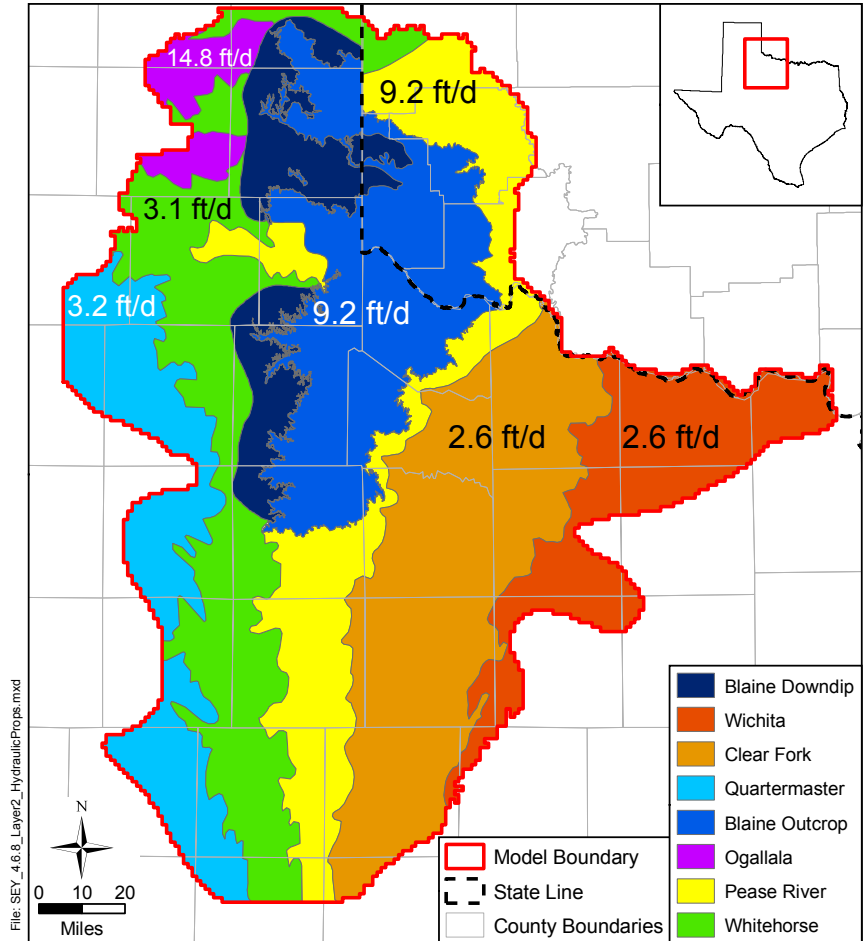 14.8 ft/d
9.2 ft/d
3.1 ft/d
3.2 ft/d
9.2 ft/d
2.6 ft/d
2.6 ft/d
File: SEY_4.6.8_Layer2_HydraulicProps.mxd
N
0 10 20
Miles
Model Boundary
State Line
County Boundaries
Blaine Downdip
Wichita
Clear Fork
Quartermaster
Blaine Outcrop
Ogallala
Pease River
Whitehorse